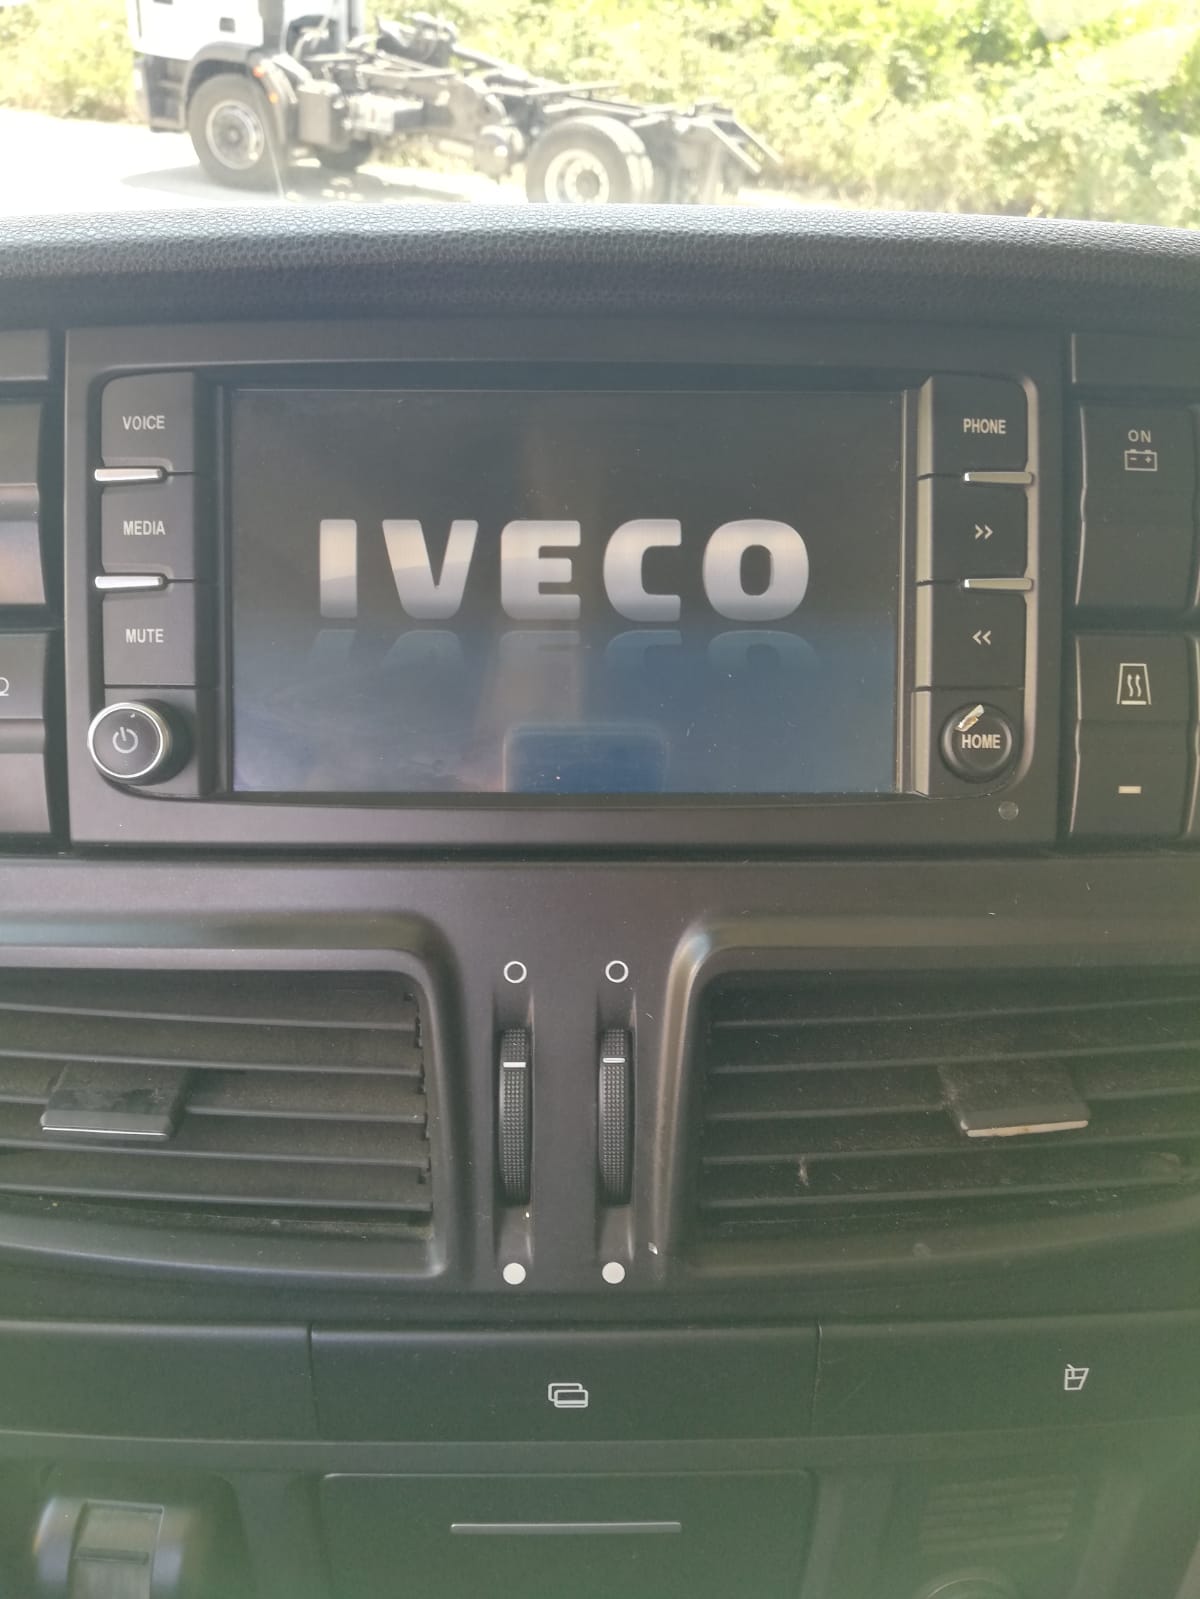 VOICE
MEDIA
MUTE
IVECO
PHONE
>>
<<
HOME
ON